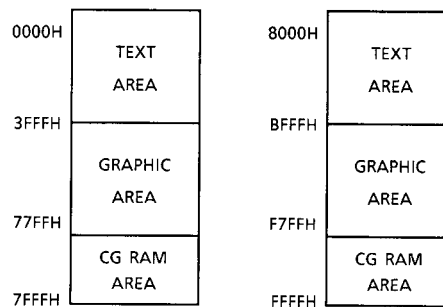 0000H
TEXT
AREA
3FFFH
GRAPHIC
AREA
77FFH
CG RAM
AREA
7FFFH
8000H
TEXT
AREA
BFFFH
GRAPHIC
AREA
F7FFH
CG RAM
AREA
FFFFH